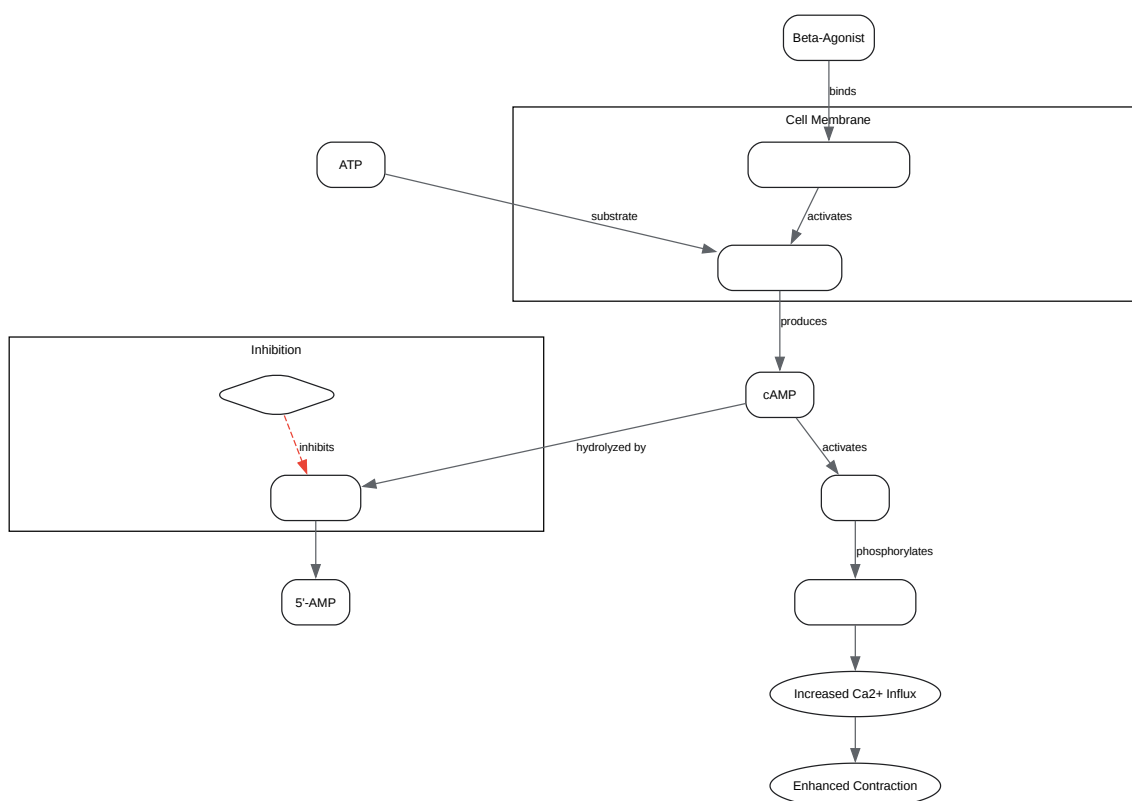 Beta-Agonist
binds
Cell Membrane
ATP
substrate
activates
produces
Inhibition
cAMP
inhibits
hydrolyzed by
activates
phosphorylates
5'-AMP
Increased Ca2+ Influx
Enhanced Contraction